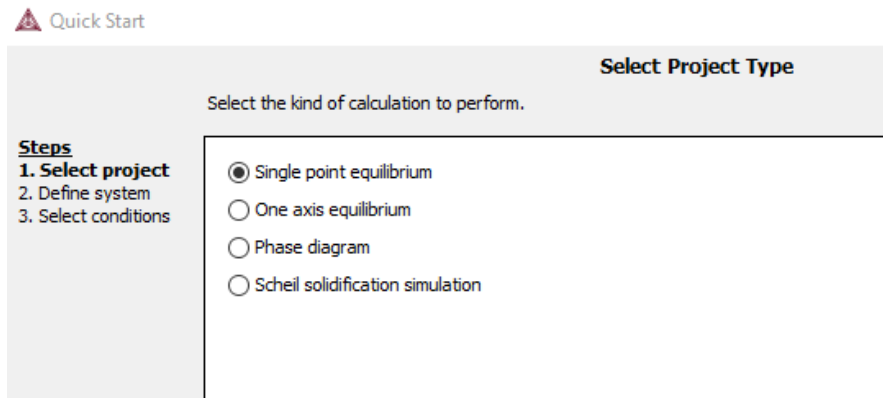 Quick Start
Select Project Type
Select the kind of calculation to perform.
Steps
1. Select project
2. Define system
3. Select conditions
Single point equilibrium
One axis equilibrium
Phase diagram
Scheil solidification simulation